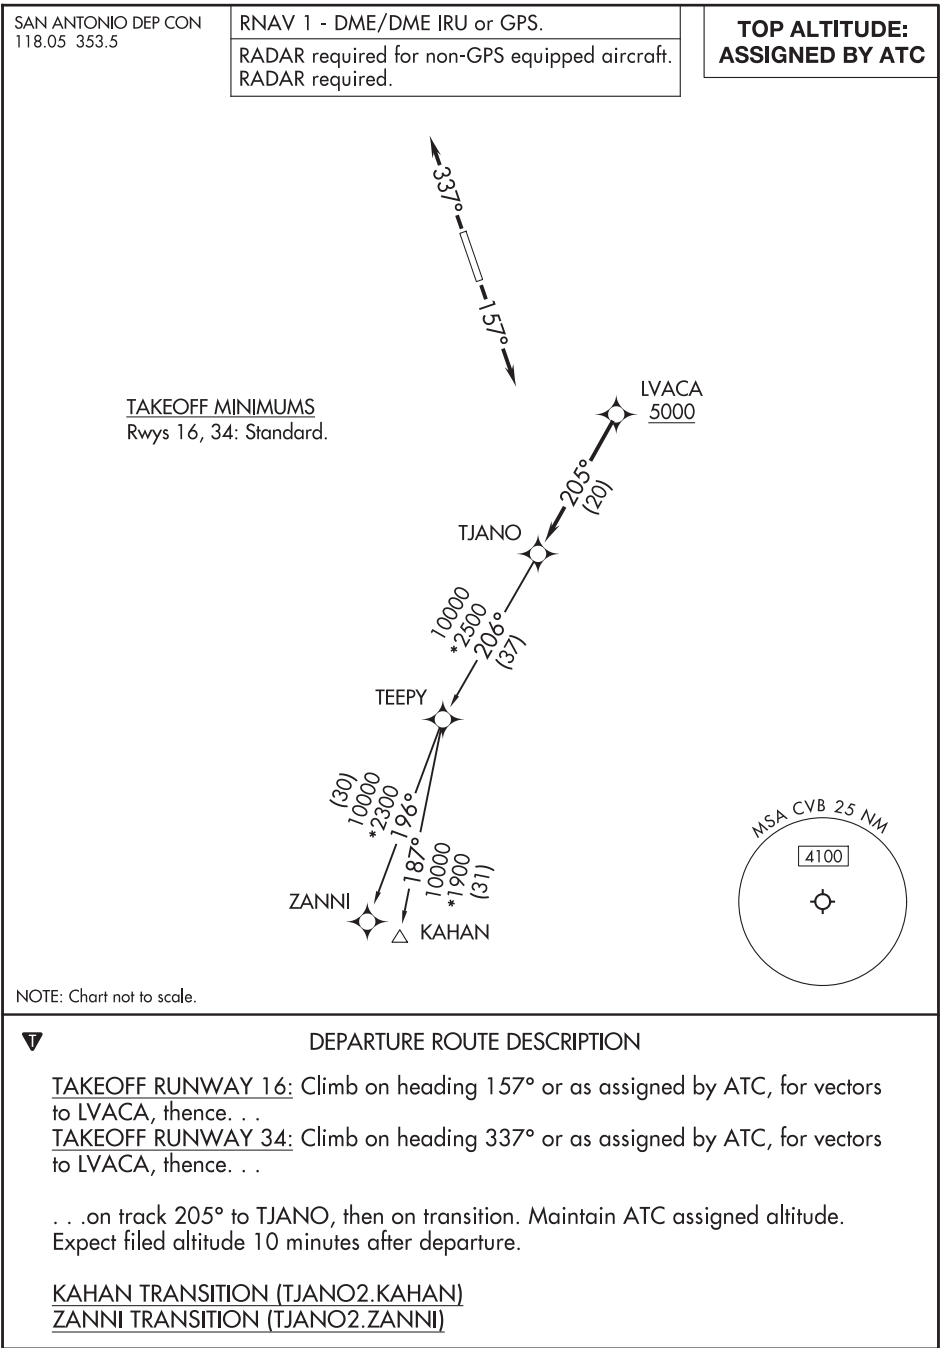 SAN ANTONIO DEP CON
118.05 353.5
RNAV 1 - DME/DME IRU or GPS.
RADAR required for non-GPS equipped aircraft.
RADAR required.
TOP ALTITUDE:
ASSIGNED BY ATC
337°
157°
TAKEOFF MINIMUMS
Rwys 16, 34: Standard.
LVACA
5000
205°
(20)
TJANO
10000
*2500
206°
(37)
TEEPY
(30)
10000
*2300
196°
187°
10000
*1900
(31)
ZANNI
KAHAN
MSA CVB 25 NM
4100
NOTE: Chart not to scale.
T
DEPARTURE ROUTE DESCRIPTION
TAKEOFF RUNWAY 16: Climb on heading 157° or as assigned by ATC, for vectors
to LVACA, thence. . .
TAKEOFF RUNWAY 34: Climb on heading 337° or as assigned by ATC, for vectors
to LVACA, thence. . .
. . .on track 205° to TJANO, then on transition. Maintain ATC assigned altitude.
Expect filed altitude 10 minutes after departure.
KAHAN TRANSITION (TJANO2.KAHAN)
ZANNI TRANSITION (TJANO2.ZANNI)